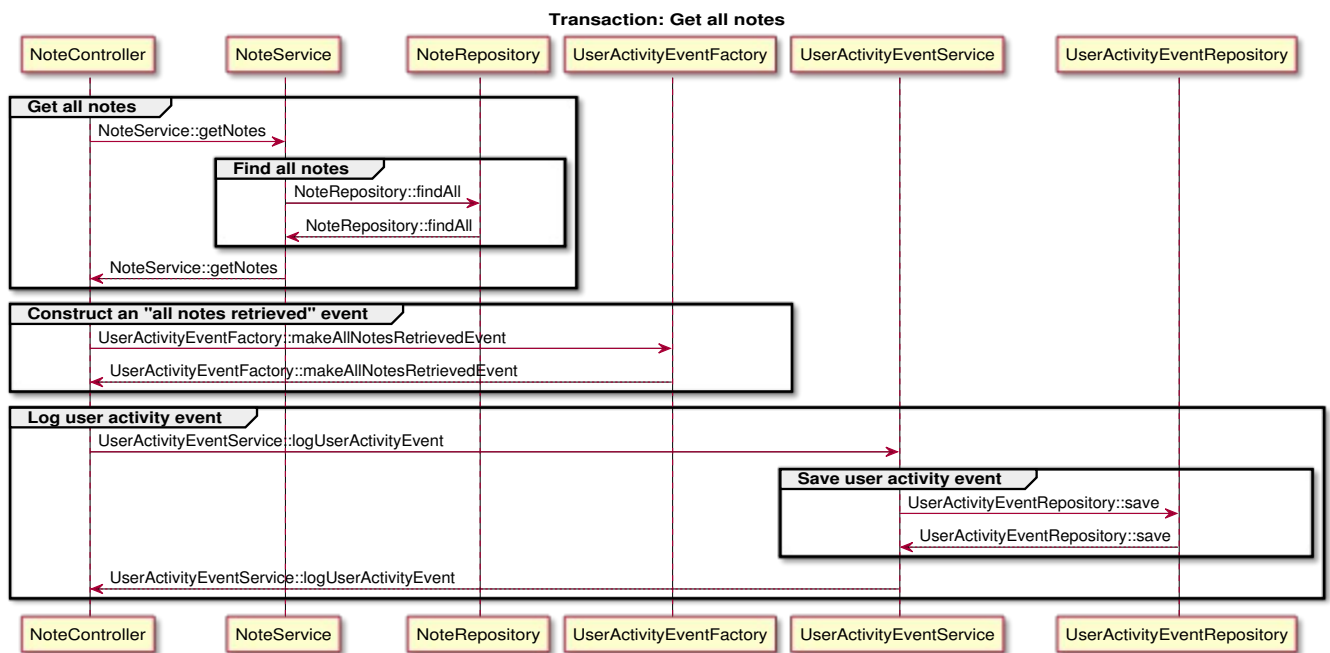 Transaction: Get all notes
NoteController NoteService NoteRepository UserActivityEventFactory UserActivityEventService UserActivityEventRepository
Get all notes
NoteService::getNotes
Find all notes
NoteRepository::findAll
NoteRepository::findAll
NoteService::getNotes
Construct an "all notes retrieved" event
UserActivityEventFactory::makeAllNotesRetrievedEvent
UserActivityEventFactory::makeAllNotesRetrievedEvent
Log user activity event
UserActivityEventService::logUserActivityEvent
Save user activity event
UserActivityEventRepository::save
UserActivityEventRepository::save
UserActivityEventService::logUserActivityEvent
NoteController NoteService NoteRepository UserActivityEventFactory UserActivityEventService UserActivityEventRepository